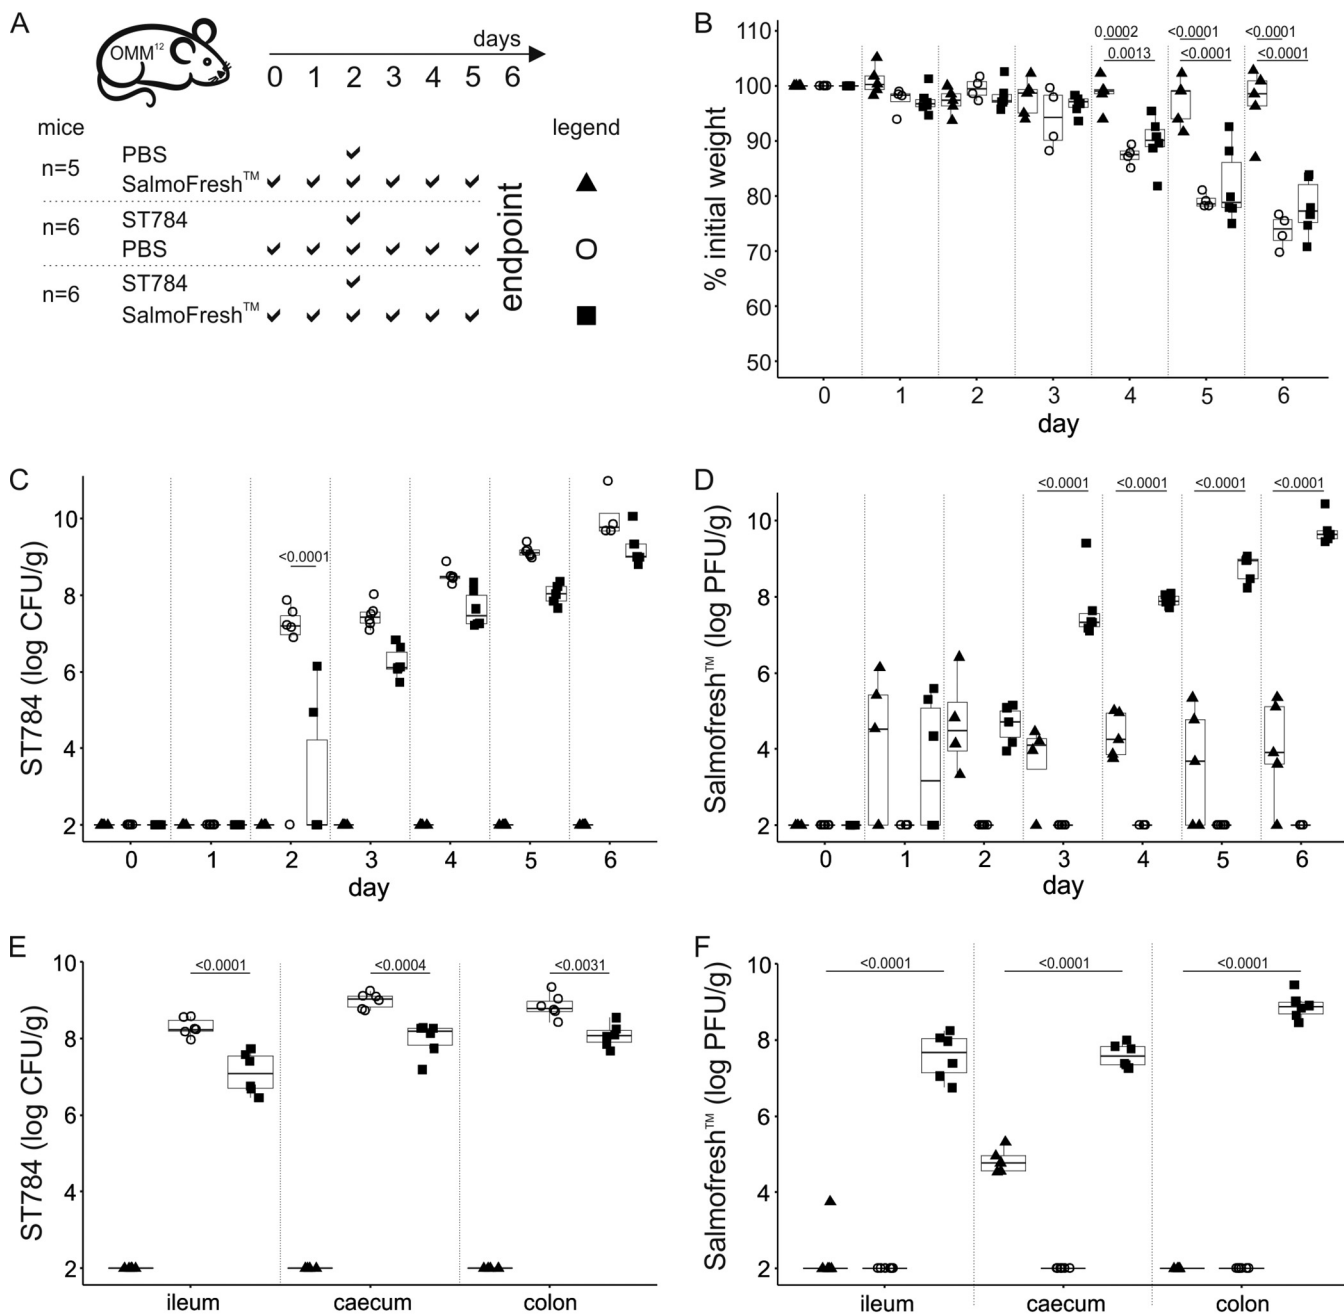 A
OMM12
days
0 1 2 3 4 5 6
mice
legend
n=5
PBS
SalmoFresh™
n=6
ST784
PBS
n=6
ST784
SalmoFresh™
endpoint
B
% initial weight
110
100
90
80
70
60
50
0.0002
0.0013
<0.0001
<0.0001
<0.0001
<0.0001
0 1 2 3 4 5 6
day
C
ST784 (log CFU/g)
10
8
6
4
2
<0.0001
0 1 2 3 4 5 6
day
D
Salmofresh™ (log PFU/g)
10
8
6
4
2
<0.0001 <0.0001 <0.0001 <0.0001
0 1 2 3 4 5 6
day
E
ST784 (log CFU/g)
10
8
6
4
2
<0.0001 <0.0004 <0.0031
ileum caecum colon
F
Salmofresh™ (log PFU/g)
10
8
6
4
2
<0.0001 <0.0001 <0.0001
ileum caecum colon